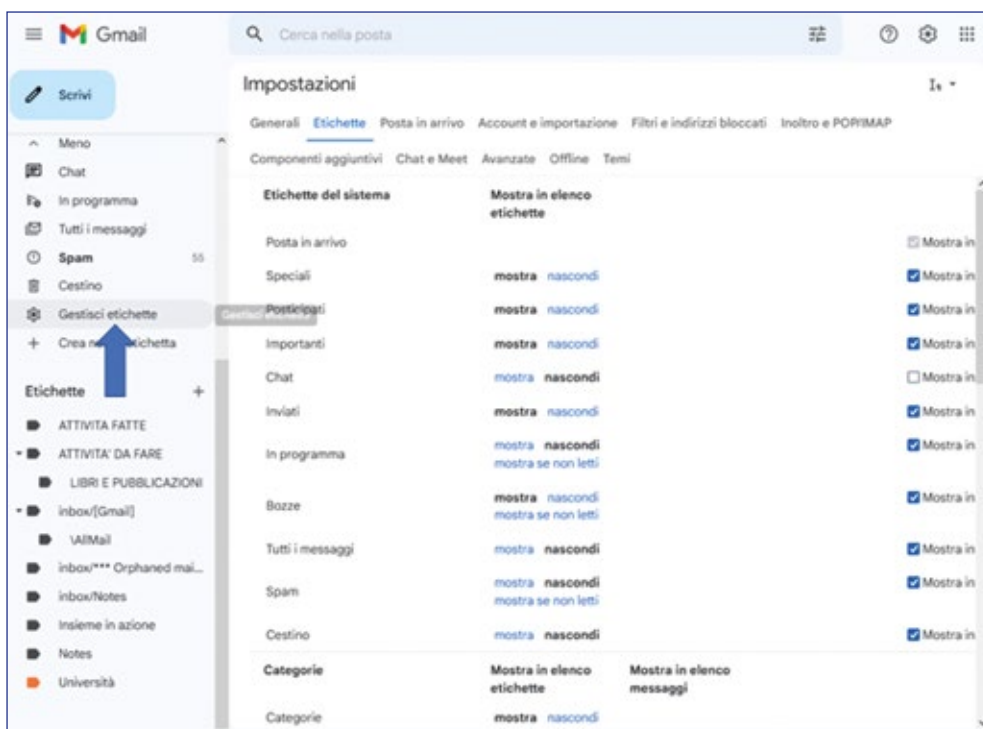 Gmail
Cerca nella posta
Scrivi
Meno
Chat
In programma
Tutti i messaggi
Spam 55
Cestino
Gestisci etichette
Crea etichetta
Etichette +
ATTIVITA FATTE
ATTIVITA' DA FARE
LIBRI E PUBBLICAZIONI
inbox/[Gmail]
\AllMail
inbox/*** Orphaned mai...
inbox/Notes
Insieme in azione
Notes
Università
Impostazioni
Generali Etichette Posta in arrivo Account e importazione Filtri e indirizzi bloccati Inoltro e POP/IMAP
Componenti aggiuntivi Chat e Meet Avanzate Offline Temi
Etichette del sistema Mostra in elenco
etichette
Posta in arrivo Mostra in
Speciali mostra nascondi Mostra in
Posticipati mostra nascondi Mostra in
Importanti mostra nascondi Mostra in
Chat mostra nascondi Mostra in
Inviati mostra nascondi Mostra in
In programma mostra nascondi Mostra in
mostra se non letti
Bozze mostra nascondi Mostra in
mostra se non letti
Tutti i messaggi mostra nascondi Mostra in
Spam mostra nascondi Mostra in
mostra se non letti
Cestino mostra nascondi Mostra in
Categorie Mostra in elenco Mostra in elenco
etichette messaggi
Categorie mostra nascondi